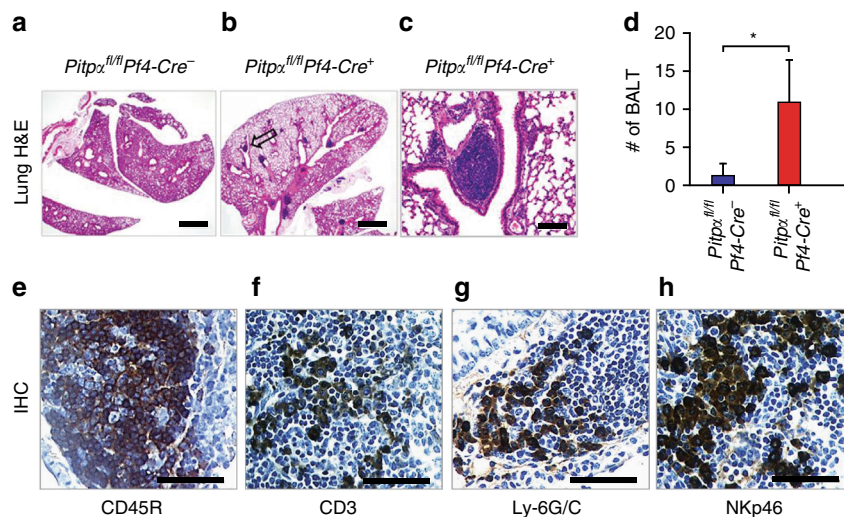 a
Pitpα^fl/fl Pf4-Cre^−
b
Pitpα^fl/fl Pf4-Cre^+
c
Pitpα^fl/fl Pf4-Cre^+
Lung H&E
d
# of BALT
20
15
10
5
0
*
Pitpα^fl/fl
Pf4-Cre^−
Pitpα^fl/fl
Pf4-Cre^+
e
f
g
h
IHC
CD45R
CD3
Ly-6G/C
NKp46